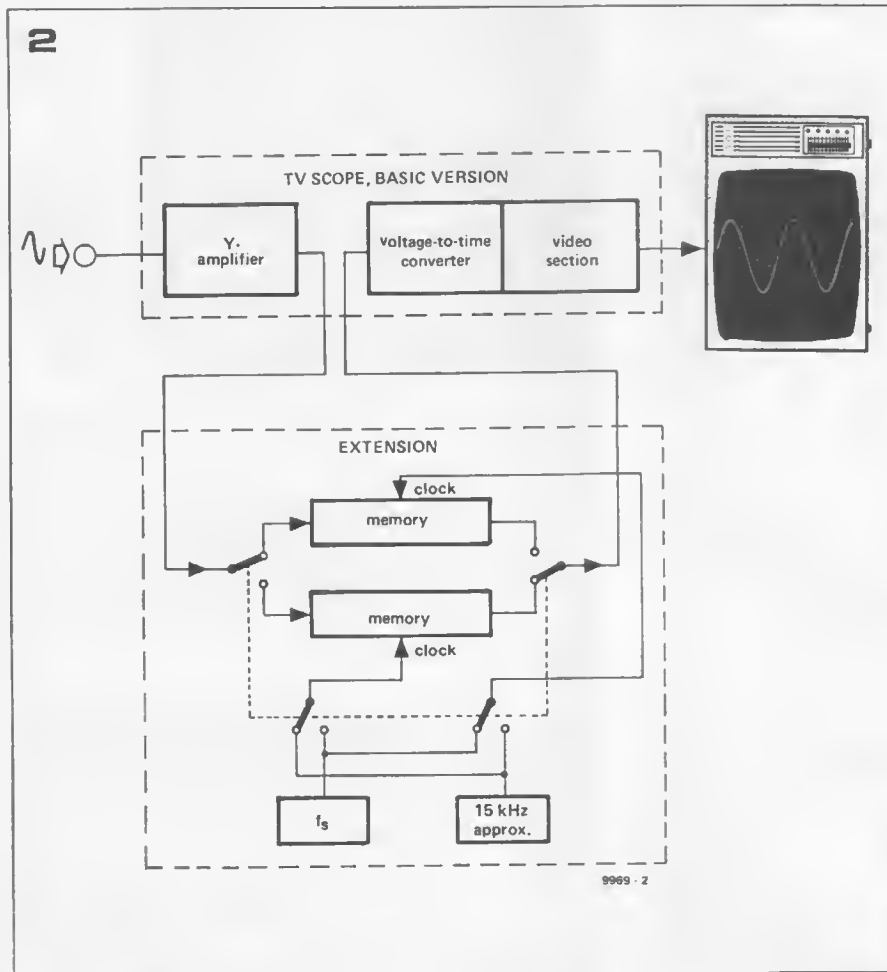 2
TV SCOPE, BASIC VERSION
Y.
amplifier
voltage-to-time
converter
video
section
EXTENSION
clock
memory
memory
clock
fs
15 kHz
approx.
9969 - 2